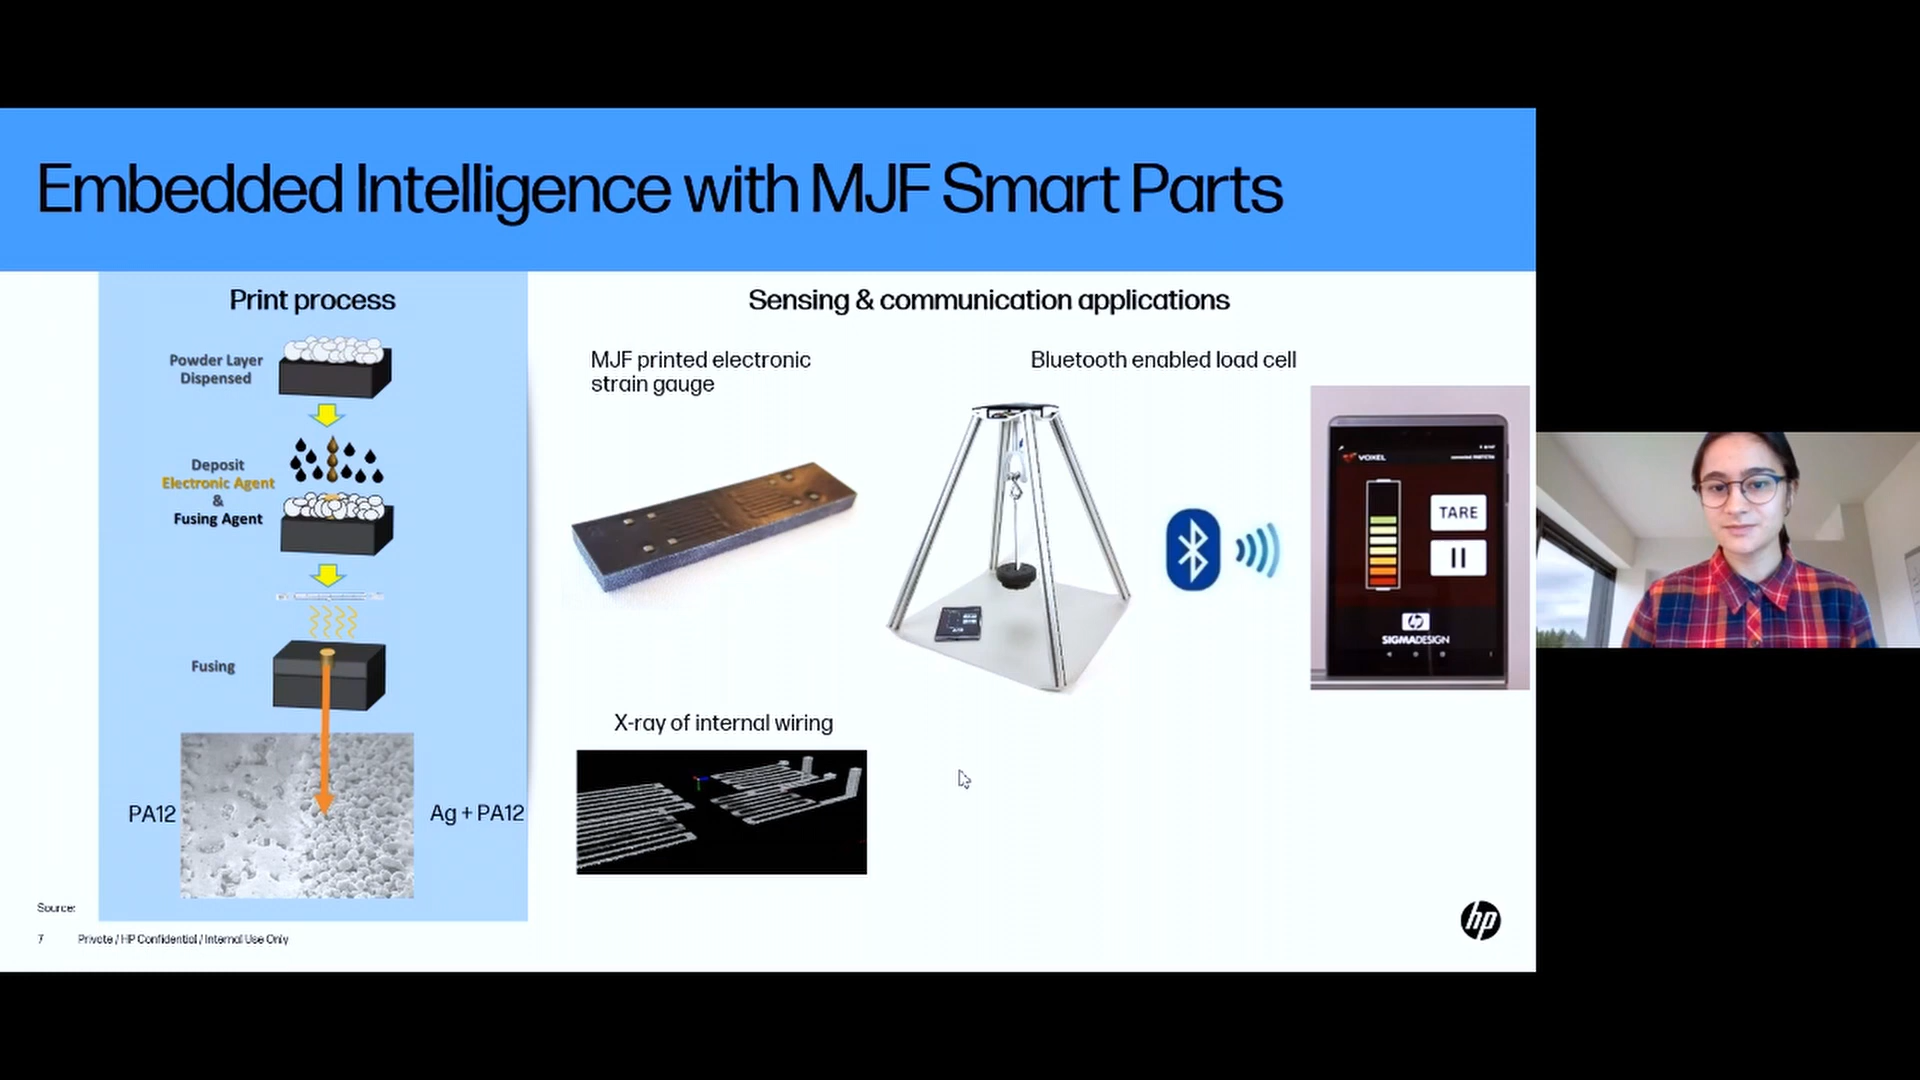 Embedded Intelligence with MJF Smart Parts
Print process
Powder Layer
Dispensed
Deposit
Electronic Agent
&
Fusing Agent
Fusing
PA12
Ag + PA12
Sensing & communication applications
MJF printed electronic
strain gauge
Bluetooth enabled load cell
VOXEL
TARE
hp
SIGMADESIGN
X-ray of internal wiring
Source:
7
Private / HP Confidential / Internal Use Only
hp